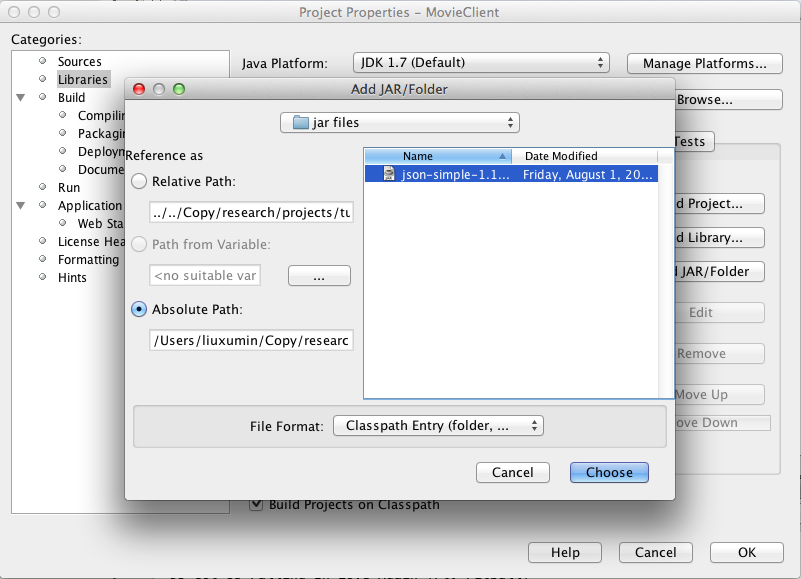 Project Properties – MovieClient
Categories:
Sources
Libraries
Build
Compilin
Packagin
Deploym
Docume
Run
Application
Web Sta
License Hea
Formatting
Hints
Java Platform:
JDK 1.7 (Default)
Manage Platforms...
Browse...
Tests
d Project...
d Library...
d JAR/Folder
Edit
Remove
Move Up
ove Down
Add JAR/Folder
jar files
Reference as
Relative Path:
../../Copy/research/projects/tu
Path from Variable:
<no suitable var
...
Absolute Path:
/Users/liuxumin/Copy/researc
Name
Date Modified
json-simple-1.1...
Friday, August 1, 20...
File Format:
Classpath Entry (folder, ...
Cancel
Choose
Build Projects on Classpath
Help
Cancel
OK